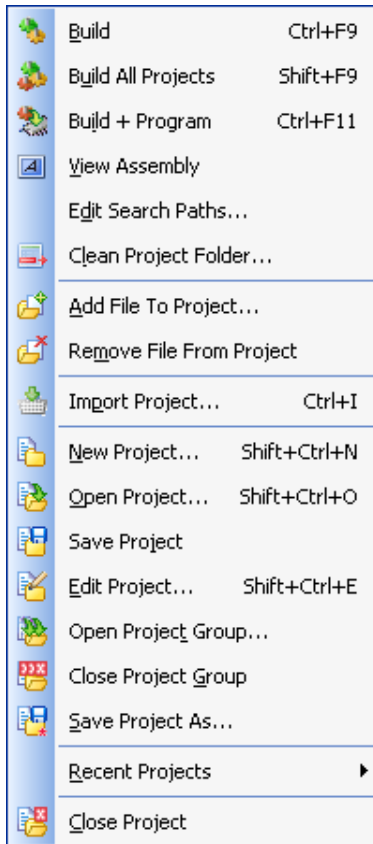 Build Ctrl+F9
Build All Projects Shift+F9
Build + Program Ctrl+F11
View Assembly
Edit Search Paths...
Clean Project Folder...
Add File To Project...
Remove File From Project
Import Project... Ctrl+I
New Project... Shift+Ctrl+N
Open Project... Shift+Ctrl+O
Save Project
Edit Project... Shift+Ctrl+E
Open Project Group...
Close Project Group
Save Project As...
Recent Projects
Close Project